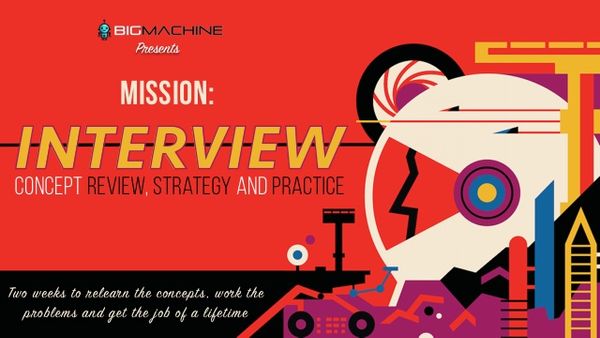 BIGMACHINE
Presents
MISSION:
INTERVIEW
CONCEPT REVIEW, STRATEGY AND PRACTICE
Two weeks to relearn the concepts, work the
problems and get the job of a lifetime